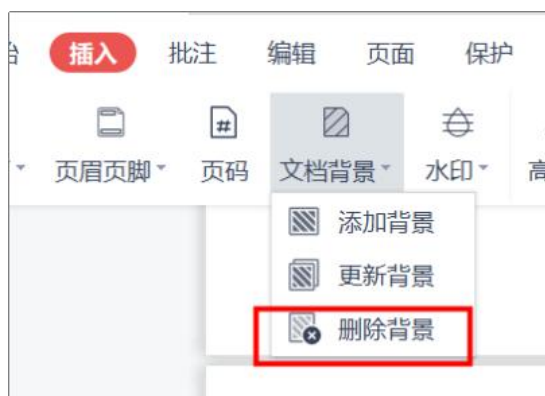 插入 批注 编辑 页面 保护
页眉页脚 页码 文档背景 水印
添加背景
更新背景
删除背景